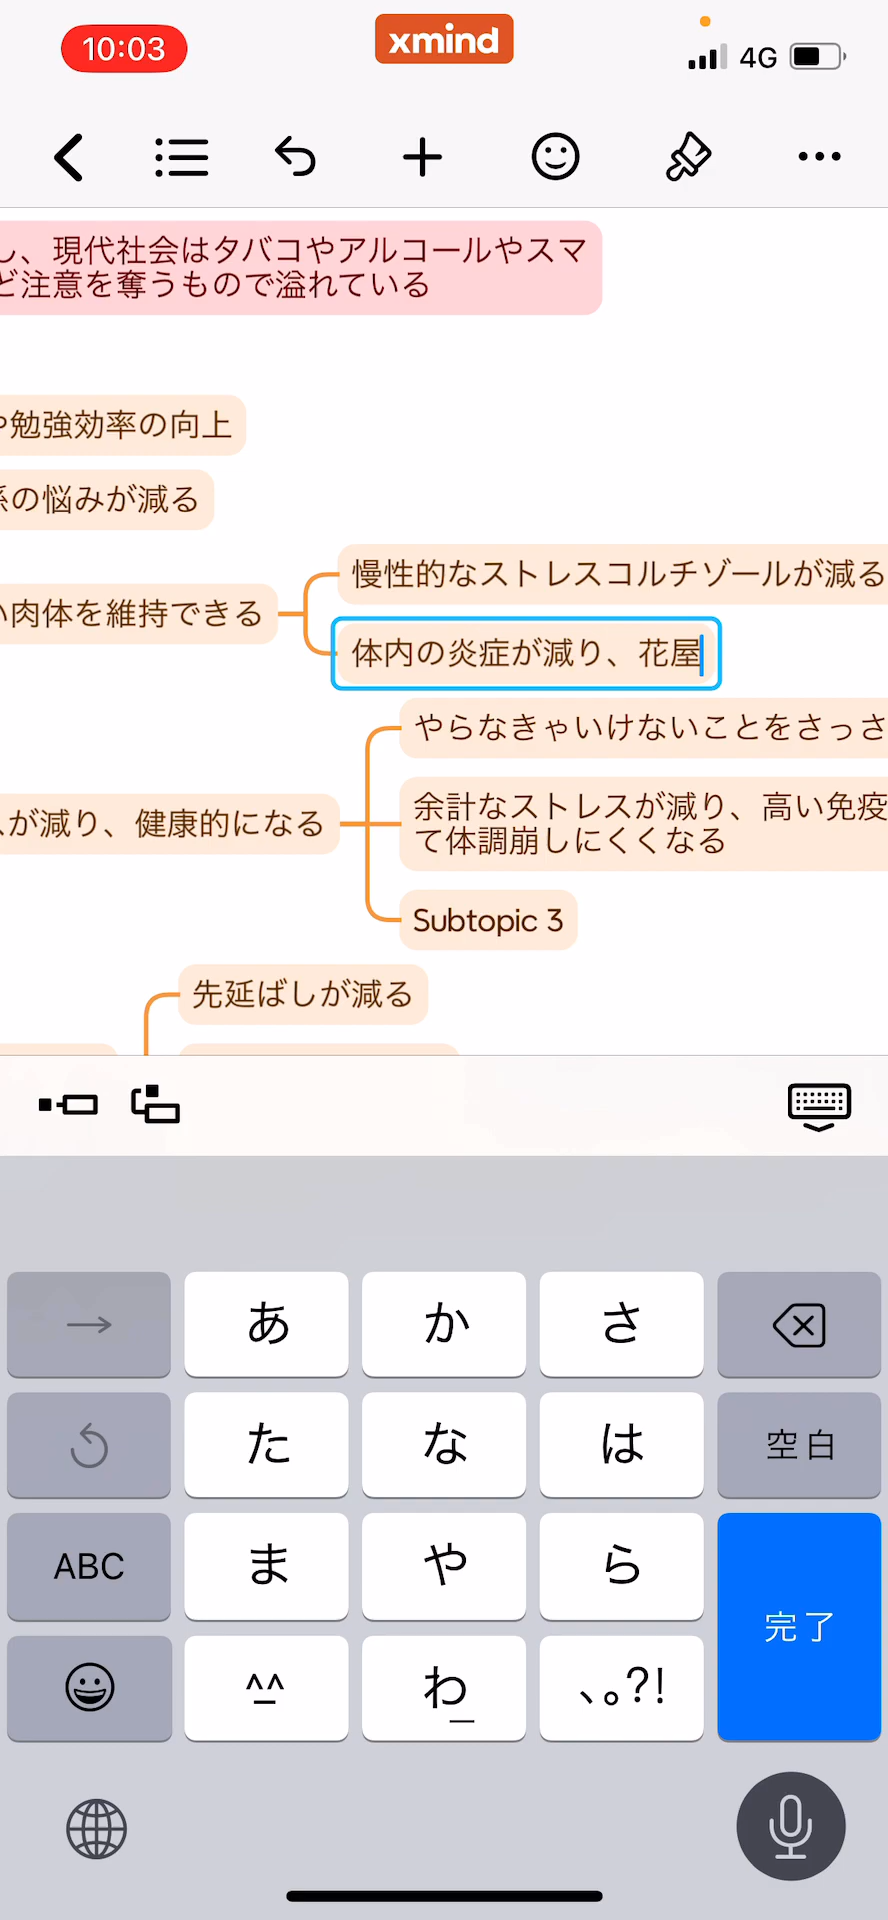 10:03
xmind
4G
し、現代社会はタバコやアルコールやスマ
ど注意を奪うもので溢れている
や勉強効率の向上
係の悩みが減る
慢性的なストレスコルチゾールが減る
い肉体を維持できる
体内の炎症が減り、花屋
やらなきゃいけないことをさっさ
スが減り、健康的になる
余計なストレスが減り、高い免疫
て体調崩しにくくなる
Subtopic 3
先延ばしが減る
→ あ か さ
た な は 空白
ABC ま や ら
完了
^^ わ 、。?!